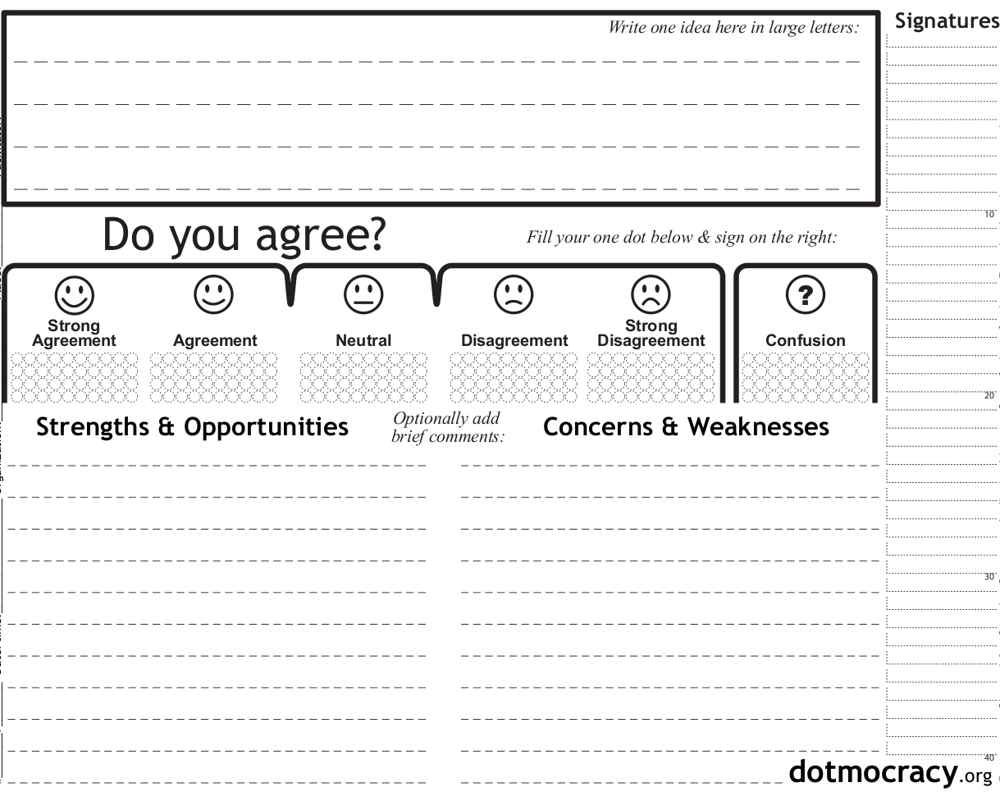 Write one idea here in large letters:
Signatures
Do you agree?
Fill your one dot below & sign on the right:
Strong
Agreement
Agreement
Neutral
Disagreement
Strong
Disagreement
?
Confusion
Strengths & Opportunities
Optionally add
brief comments:
Concerns & Weaknesses
10
20
30
40
dotmocracy.org